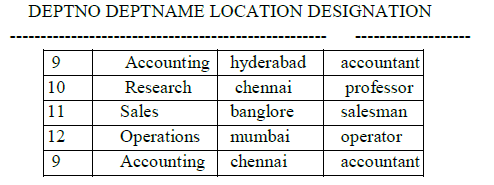 DEPTNO DEPTNAME LOCATION DESIGNATION
---------------------------------------------------- -------------------
9 Accounting hyderabad accountant
10 Research chennai professor
11 Sales banglore salesman
12 Operations mumbai operator
9 Accounting chennai accountant